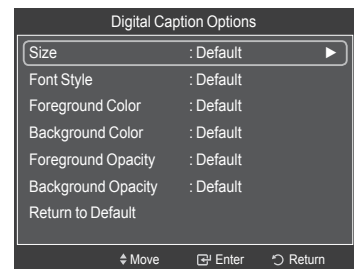 Digital Caption Options
Size : Default ►
Font Style : Default
Foreground Color : Default
Background Color : Default
Foreground Opacity : Default
Background Opacity : Default
Return to Default
Move Enter Return